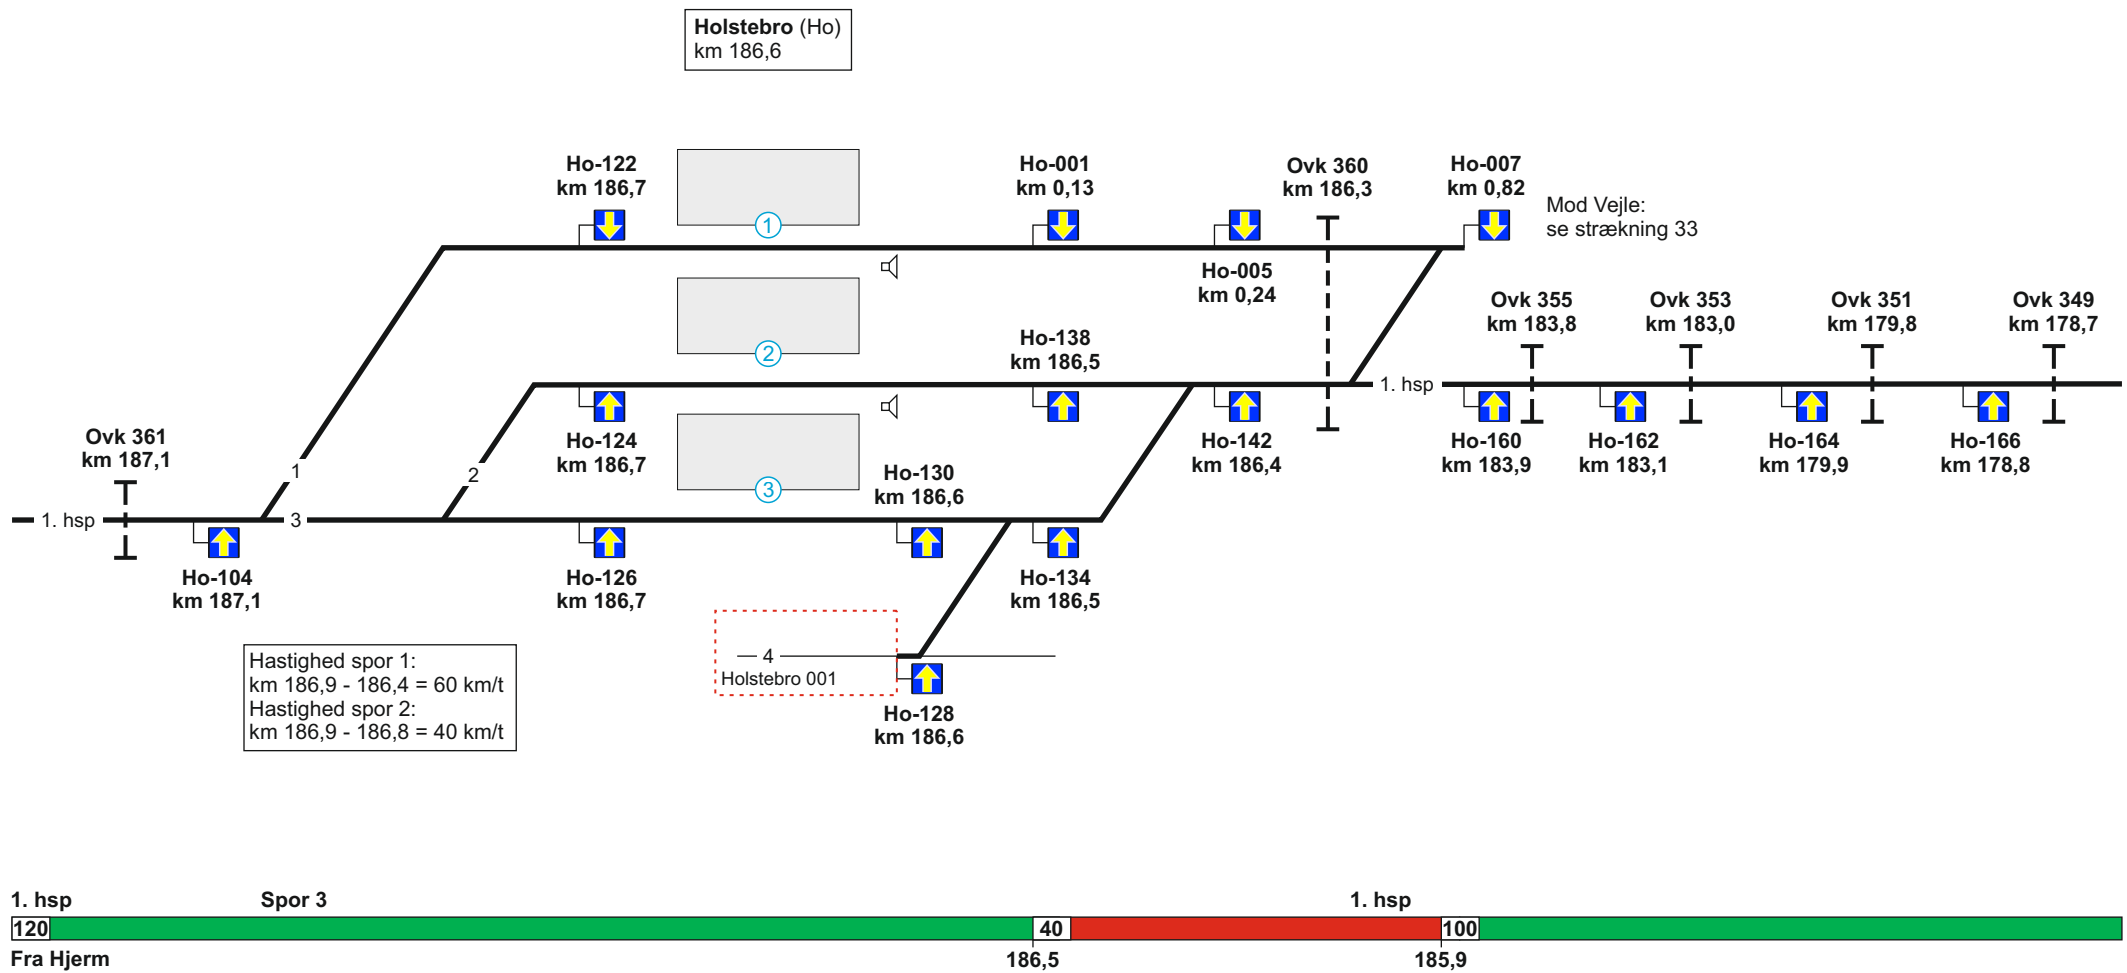 Holstebro (Ho)
km 186,6
Ho-122
km 186,7
1
Ho-001
km 0,13
Ovk 360
km 186,3
Ho-007
km 0,82
Mod Vejle:
se strækning 33
Ho-005
km 0,24
2
Ho-138
km 186,5
Ovk 355
km 183,8
Ovk 353
km 183,0
Ovk 351
km 179,8
Ovk 349
km 178,7
1. hsp
Ho-124
km 186,7
3
Ho-130
km 186,6
Ho-142
km 186,4
Ho-160
km 183,9
Ho-162
km 183,1
Ho-164
km 179,9
Ho-166
km 178,8
Ovk 361
km 187,1
1
2
1. hsp
3
Ho-104
km 187,1
Ho-126
km 186,7
Ho-134
km 186,5
4
Holstebro 001
Ho-128
km 186,6
Hastighed spor 1:
km 186,9 - 186,4 = 60 km/t
Hastighed spor 2:
km 186,9 - 186,8 = 40 km/t
1. hsp
Spor 3
1. hsp
120
40
100
Fra Hjerm
186,5
185,9